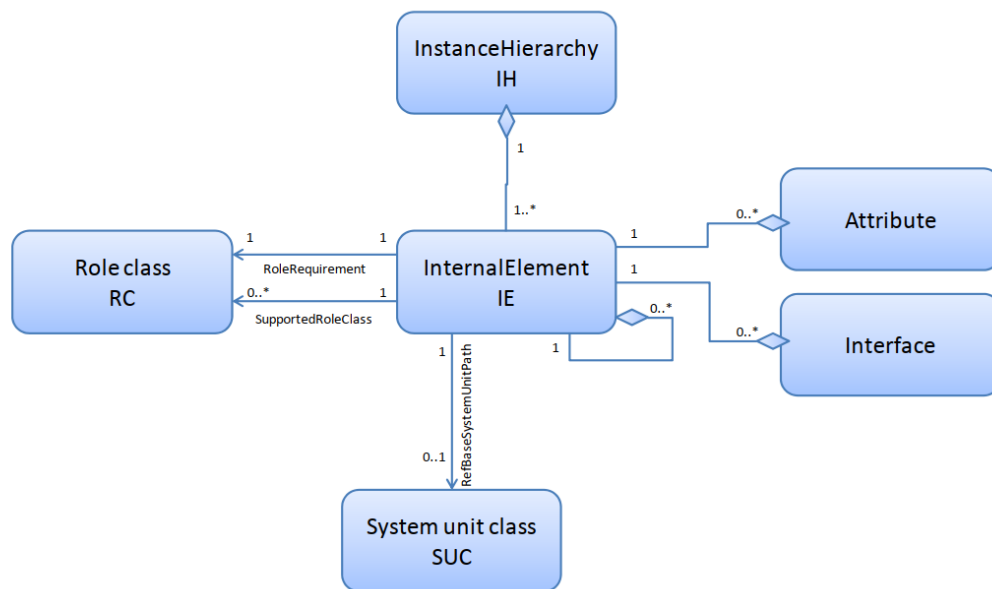 InstanceHierarchy
IH
1
1..*
0..*
Attribute
1
1
1
RoleRequirement
Role class
RC
InternalElement
IE
1
0..*
1
SupportedRoleClass
0..*
0..*
Interface
1
1
RefBaseSystemUnitPath
0..1
System unit class
SUC